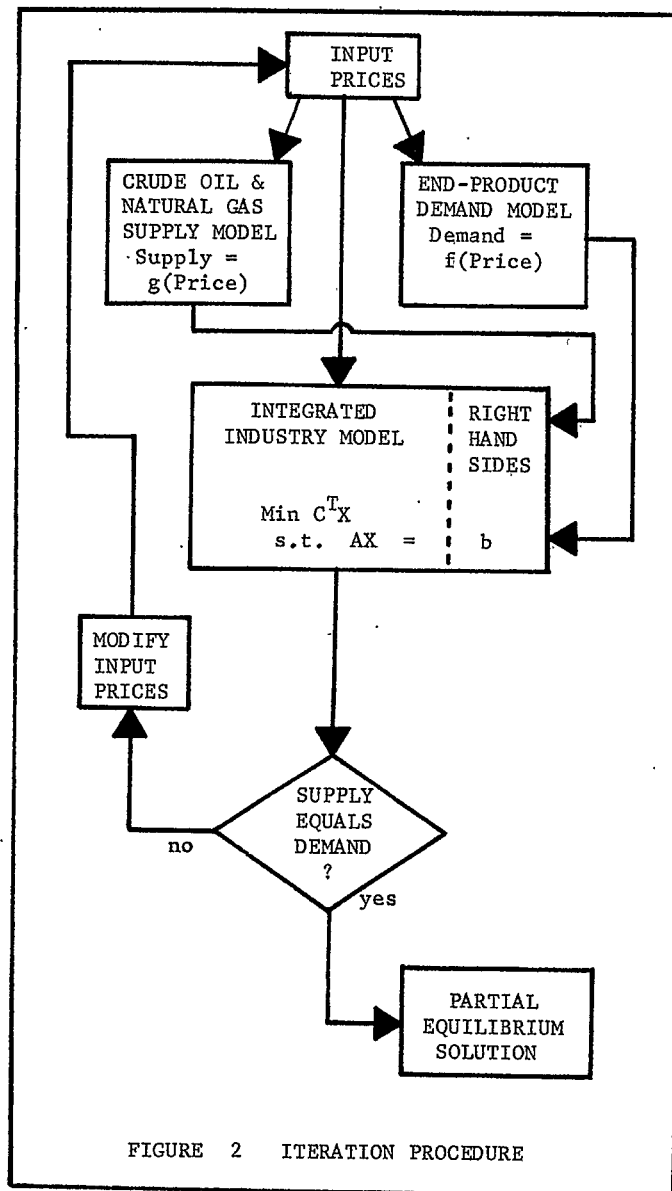 INPUT
PRICES
CRUDE OIL &
NATURAL GAS
SUPPLY MODEL
Supply =
g(Price)
END-PRODUCT
DEMAND MODEL
Demand =
f(Price)
INTEGRATED
INDUSTRY MODEL
Min CᵀX
s.t. AX =
RIGHT
HAND
SIDES
b
MODIFY
INPUT
PRICES
SUPPLY
EQUALS
DEMAND
?
no
yes
PARTIAL
EQUILIBRIUM
SOLUTION
FIGURE 2 ITERATION PROCEDURE